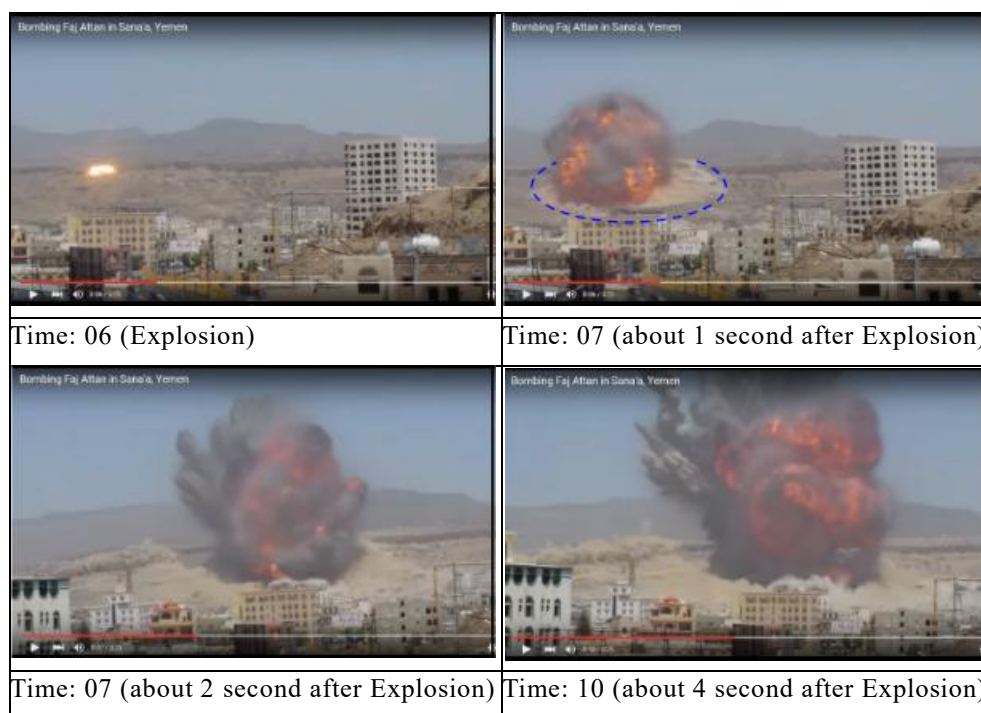 Bombing Faj Attan in Sana'a, Yemen
Bombing Faj Attan in Sana'a, Yemen
Time: 06 (Explosion)
Time: 07 (about 1 second after Explosion)
Bombing Faj Attan in Sana'a, Yemen
Bombing Faj Attan in Sana'a, Yemen
Time: 07 (about 2 second after Explosion)
Time: 10 (about 4 second after Explosion)